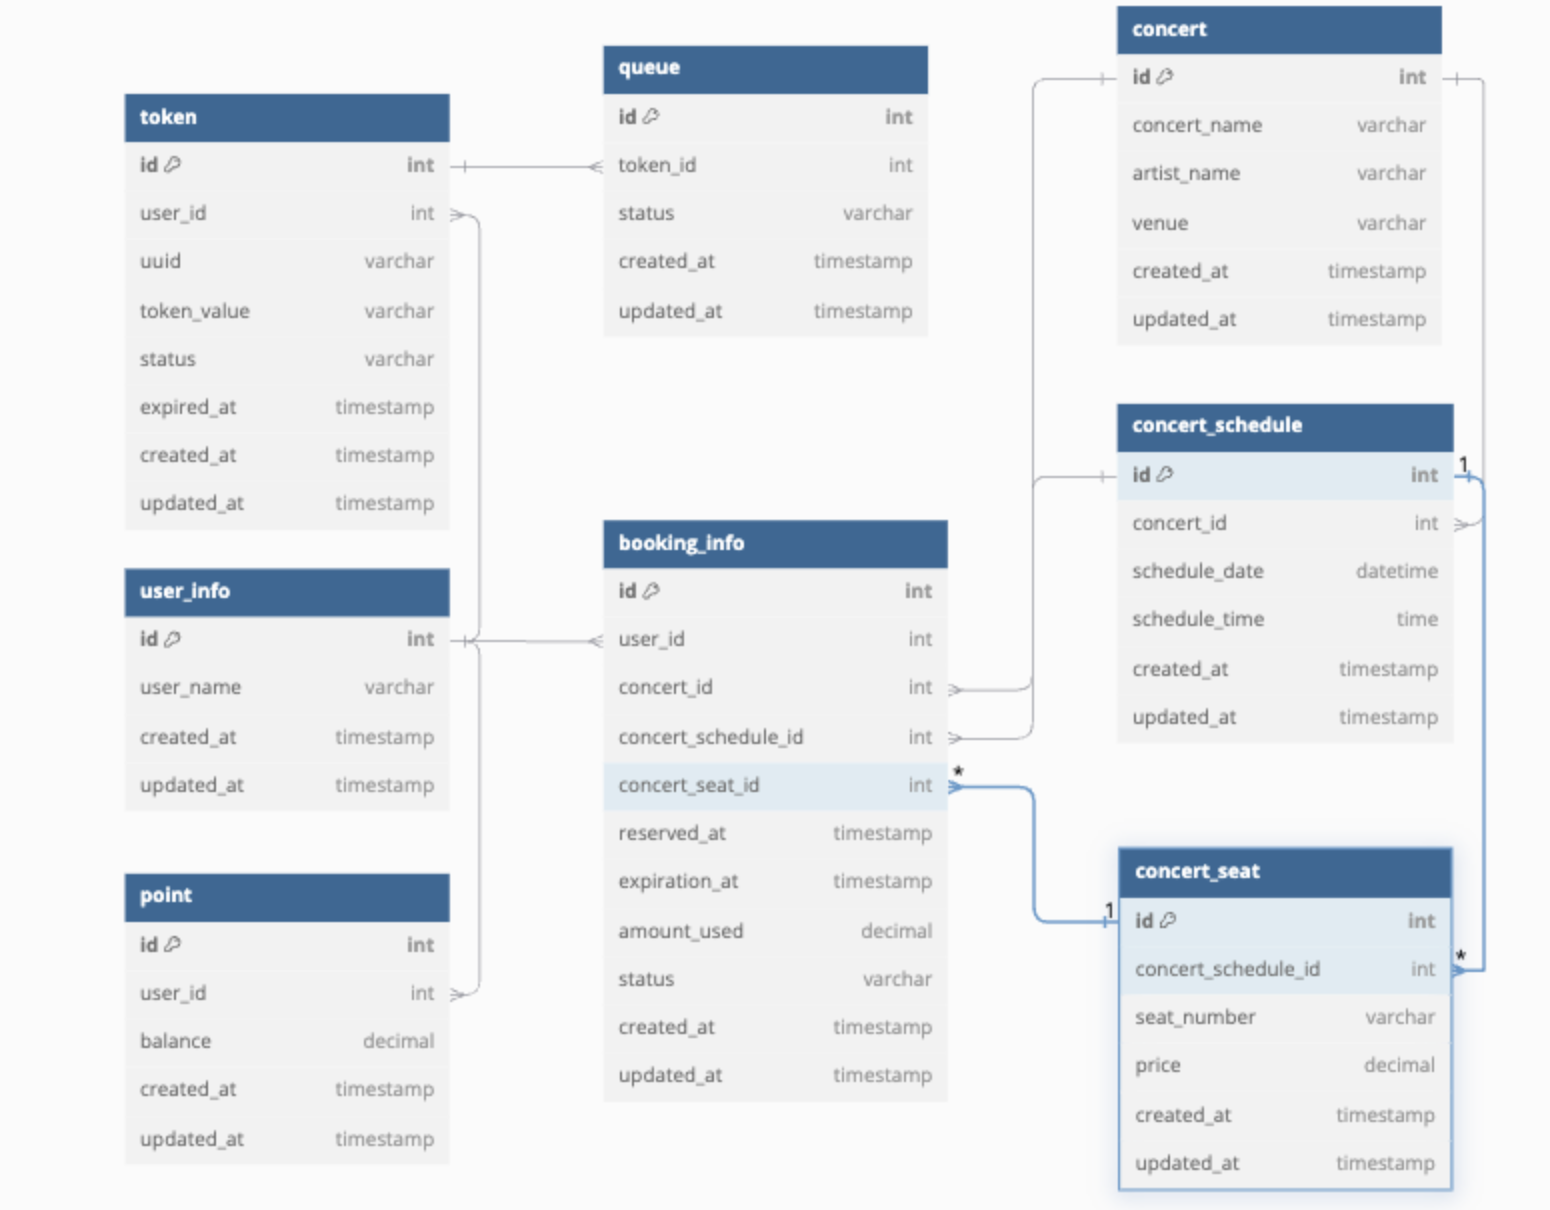 token
id int
user_id int
uuid varchar
token_value varchar
status varchar
expired_at timestamp
created_at timestamp
updated_at timestamp
user_info
id int
user_name varchar
created_at timestamp
updated_at timestamp
point
id int
user_id int
balance decimal
created_at timestamp
updated_at timestamp
queue
id int
token_id int
status varchar
created_at timestamp
updated_at timestamp
booking_info
id int
user_id int
concert_id int
concert_schedule_id int
*
concert_seat_id int
reserved_at timestamp
expiration_at timestamp
amount_used decimal
status varchar
created_at timestamp
updated_at timestamp
concert
id int
concert_name varchar
artist_name varchar
venue varchar
created_at timestamp
updated_at timestamp
concert_schedule
id int 1
concert_id int
schedule_date datetime
schedule_time time
created_at timestamp
updated_at timestamp
concert_seat
1 id int
concert_schedule_id int *
seat_number varchar
price decimal
created_at timestamp
updated_at timestamp